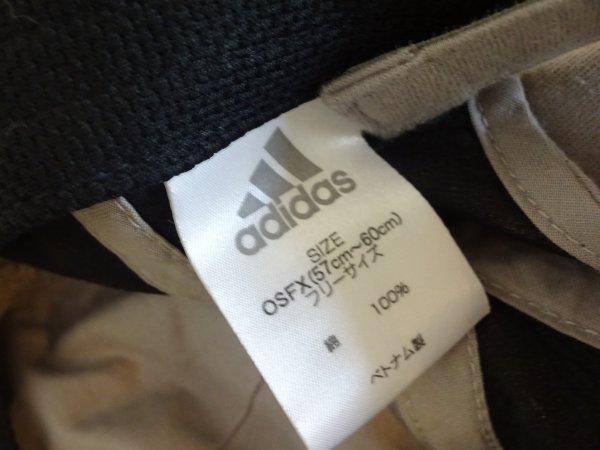 adidas
SIZE
OSFX(57cm~60cm)
フリーサイズ
綿 100%
ベトナム製